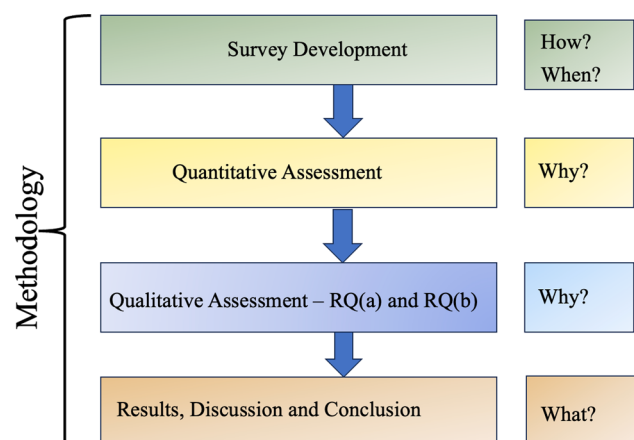 Methodology
Survey Development
How?
When?
Quantitative Assessment
Why?
Qualitative Assessment – RQ(a) and RQ(b)
Why?
Results, Discussion and Conclusion
What?